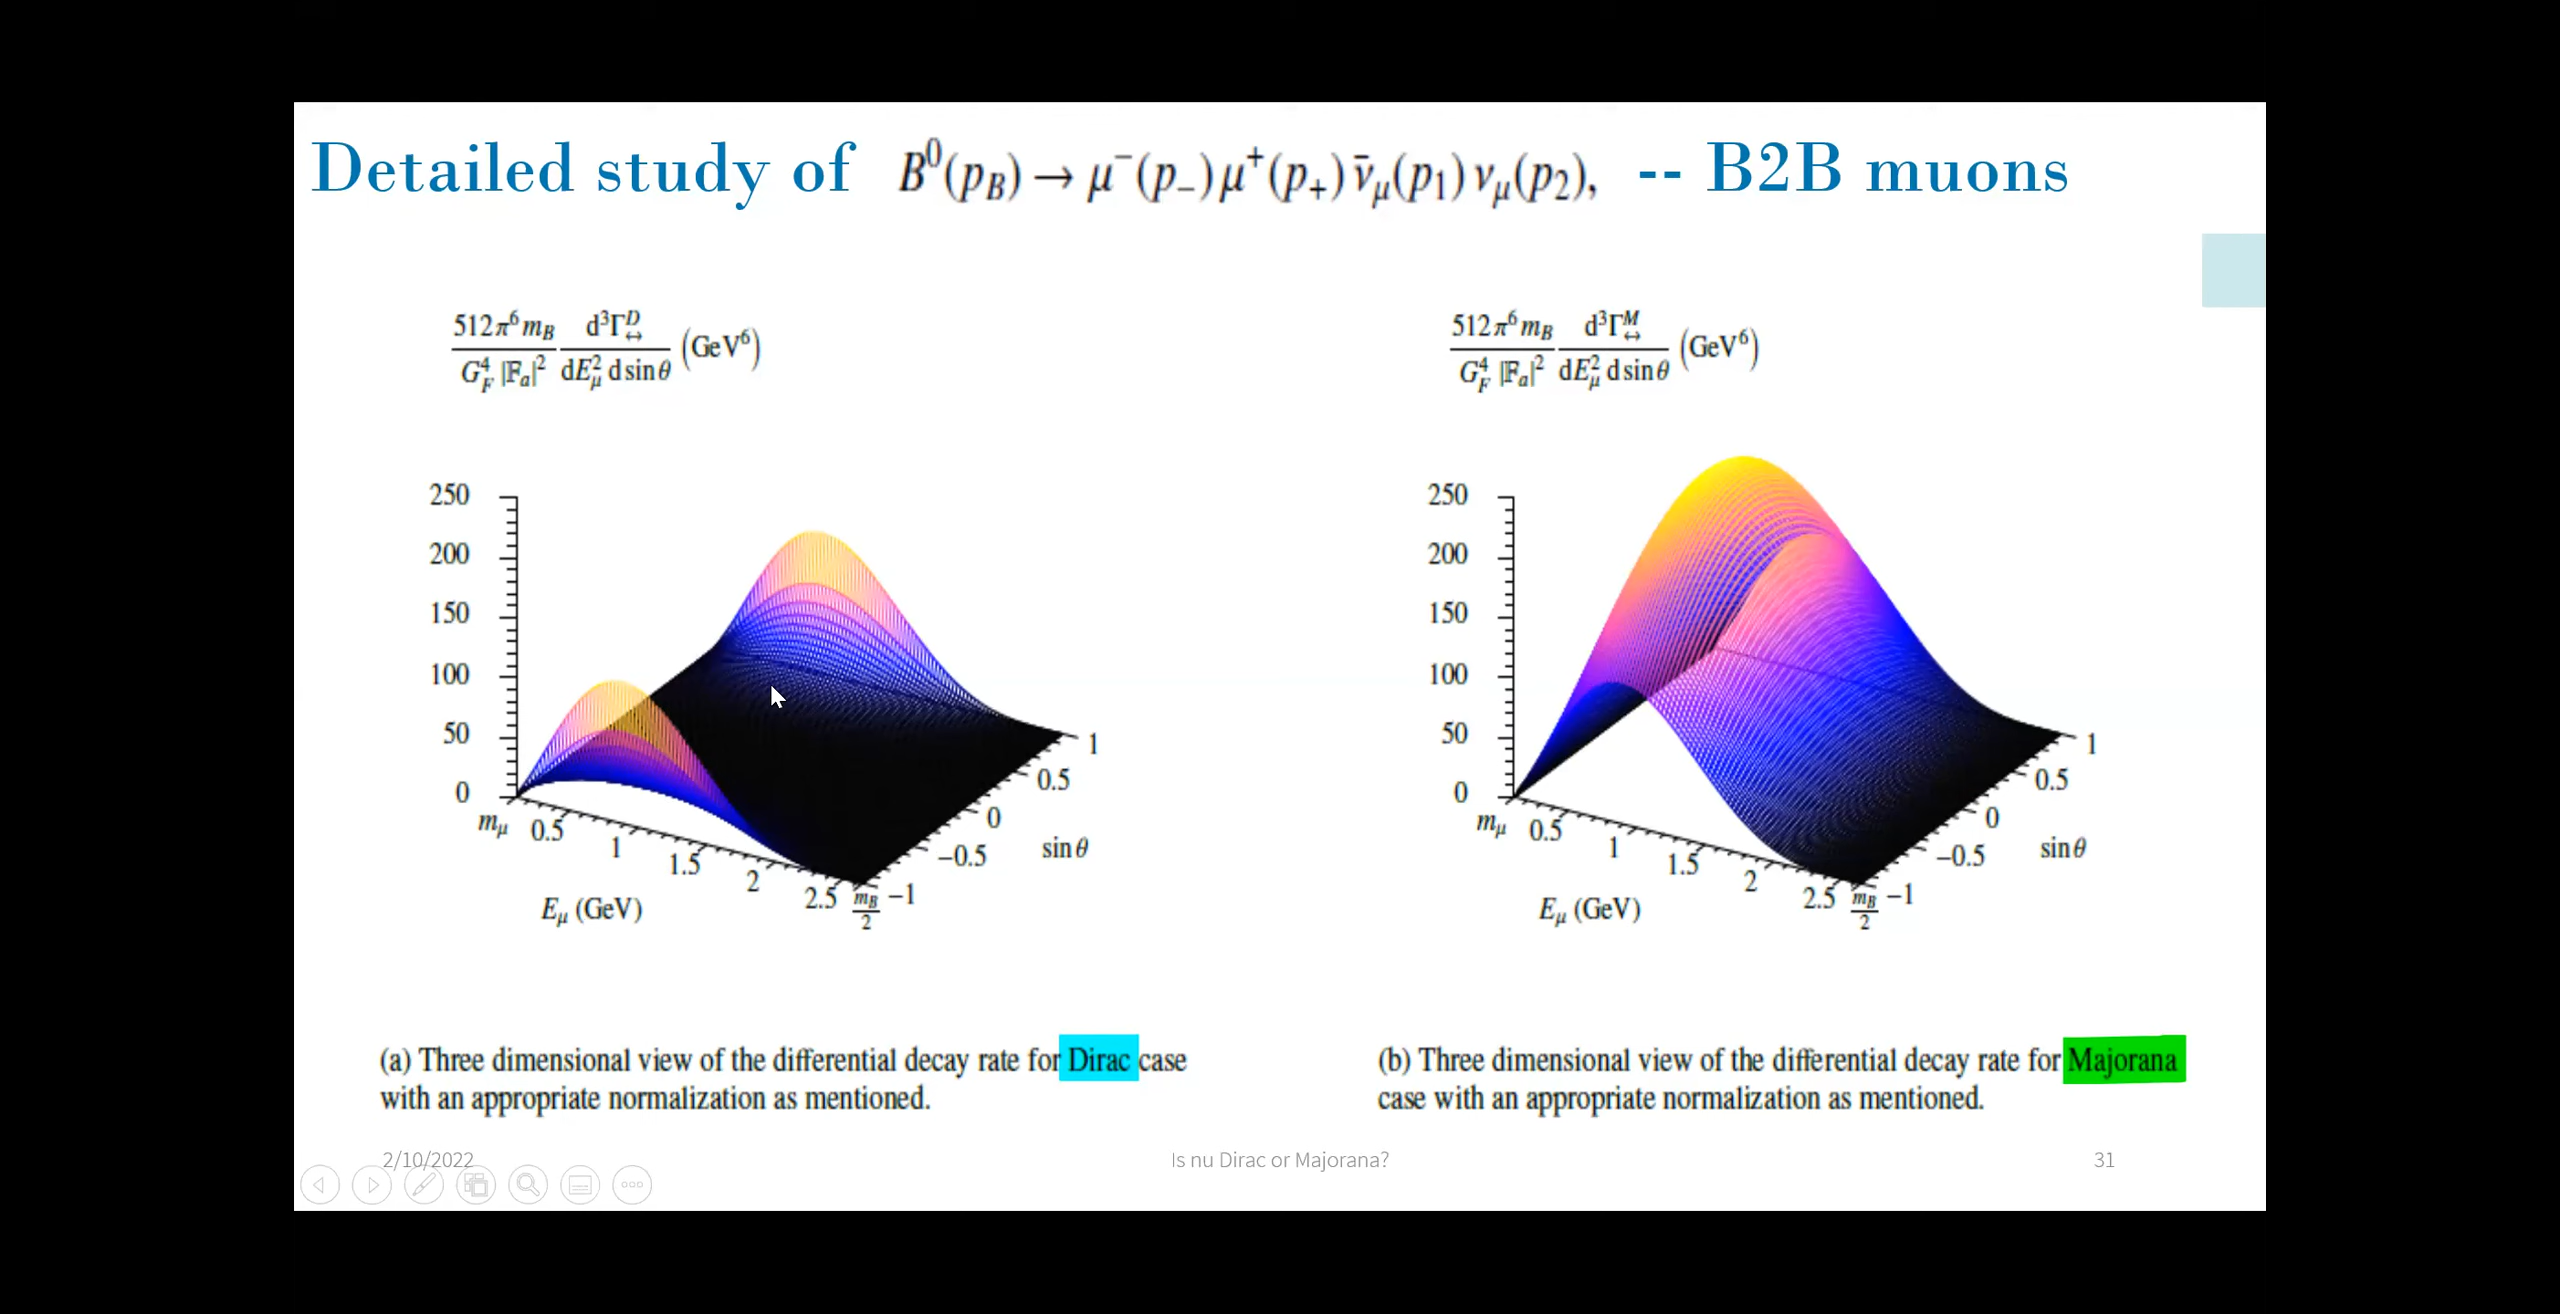 Detailed study of B⁰(p_B) → μ⁻(p₋) μ⁺(p₊) ν̄_μ(p₁) ν_μ(p₂), -- B2B muons
512π⁶m_B / G_F⁴ |𝔽ₐ|² d³Γ^D_↔ / dE²_μ d sin θ (GeV⁶)
512π⁶m_B / G_F⁴ |𝔽ₐ|² d³Γ^M_↔ / dE²_μ d sin θ (GeV⁶)
250
200
150
100
50
0
m_μ 0.5 1 1.5 2 2.5 m_B/2
E_μ (GeV)
−1 −0.5 0 0.5 1
sin θ
250
200
150
100
50
0
m_μ 0.5 1 1.5 2 2.5 m_B/2
E_μ (GeV)
−1 −0.5 0 0.5 1
sin θ
(a) Three dimensional view of the differential decay rate for Dirac case
with an appropriate normalization as mentioned.
(b) Three dimensional view of the differential decay rate for Majorana
case with an appropriate normalization as mentioned.
2/10/2022
Is nu Dirac or Majorana?
31